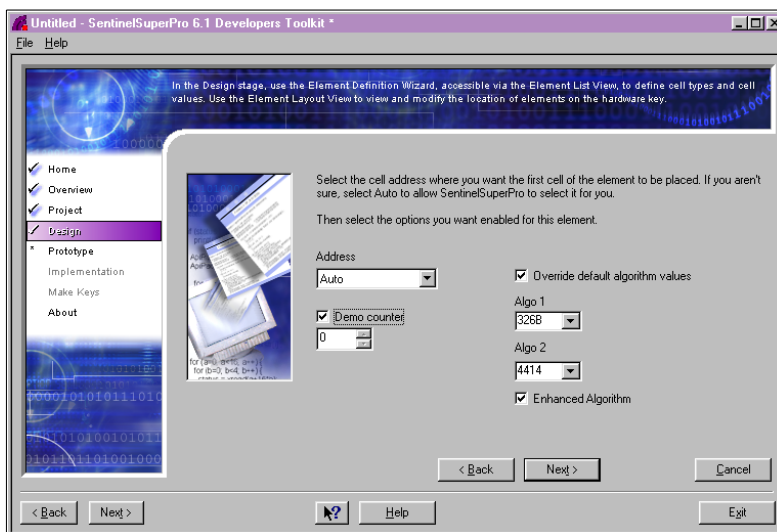 Untitled - SentinelSuperPro 6.1 Developers Toolkit *
File Help
In the Design stage, use the Element Definition Wizard, accessible via the Element List View, to define cell types and cell
values. Use the Element Layout View to view and modify the location of elements on the hardware key.
Home
Overview
Project
Design
* Prototype
Implementation
Make Keys
About
Select the cell address where you want the first cell of the element to be placed. If you aren't
sure, select Auto to allow SentinelSuperPro to select it for you.
Then select the options you want enabled for this element.
Address
Auto
Demo counter
0
Override default algorithm values
Algo 1
326B
Algo 2
4414
Enhanced Algorithm
for (a=0, a<16, a++){
for (b=0; b<4; b++){
< Back Next > Cancel
< Back Next > Help Exit